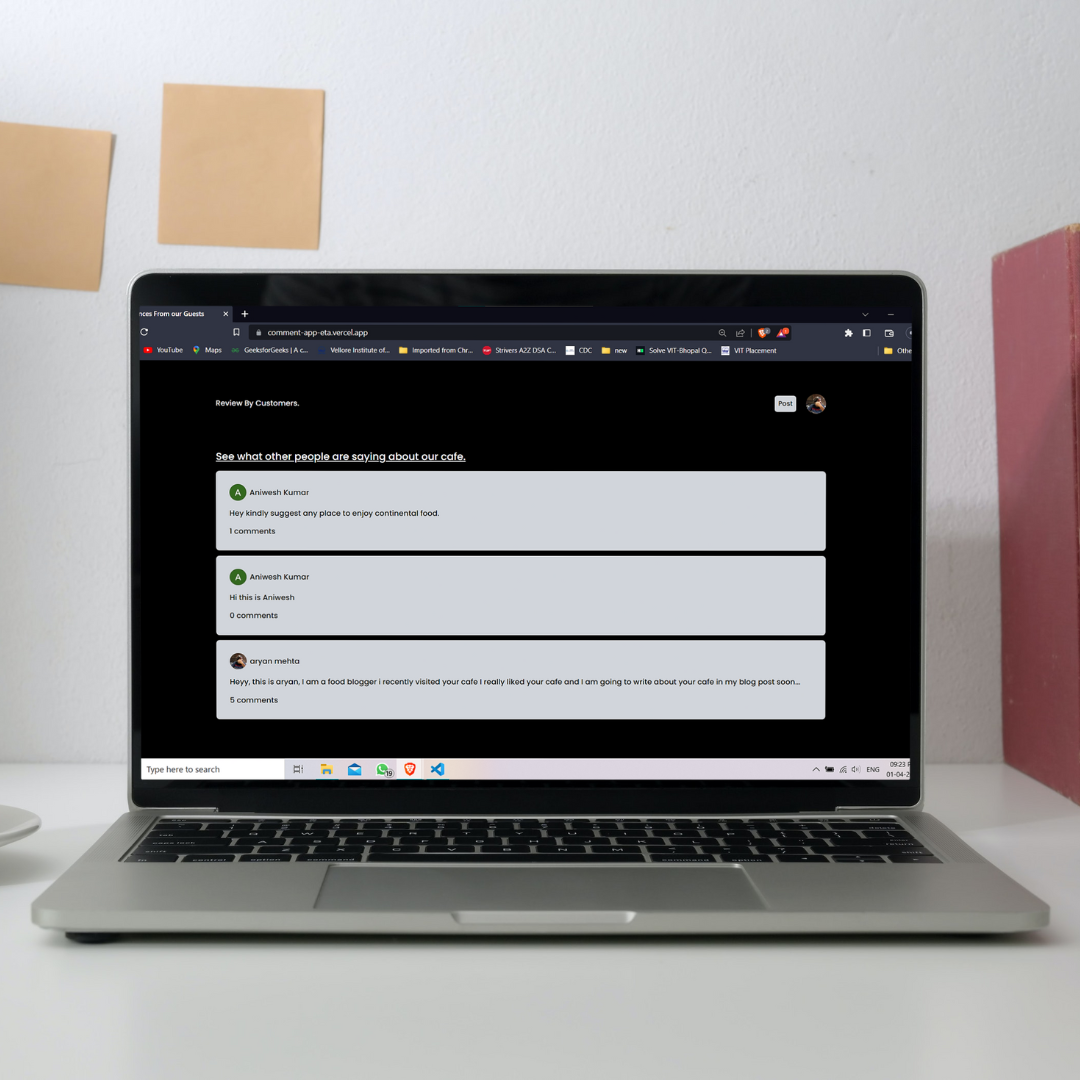 nces From our Guests
comment-app-eta.vercel.app
YouTube Maps GeeksforGeeks | A c... Vellore Institute of... Imported from Chr... Strivers A2Z DSA C... CDC new Solve VIT-Bhopal Q... VIT Placement Othe
Review By Customers.
Post
See what other people are saying about our cafe.
A Aniwesh Kumar
Hey kindly suggest any place to enjoy continental food.
1 comments
A Aniwesh Kumar
Hi this is Aniwesh
0 comments
aryan mehta
Heyy, this is aryan, I am a food blogger i recently visited your cafe I really liked your cafe and I am going to write about your cafe in my blog post soon...
5 comments
Type here to search
19
ENG
09:23
01-04-2
control option command command option